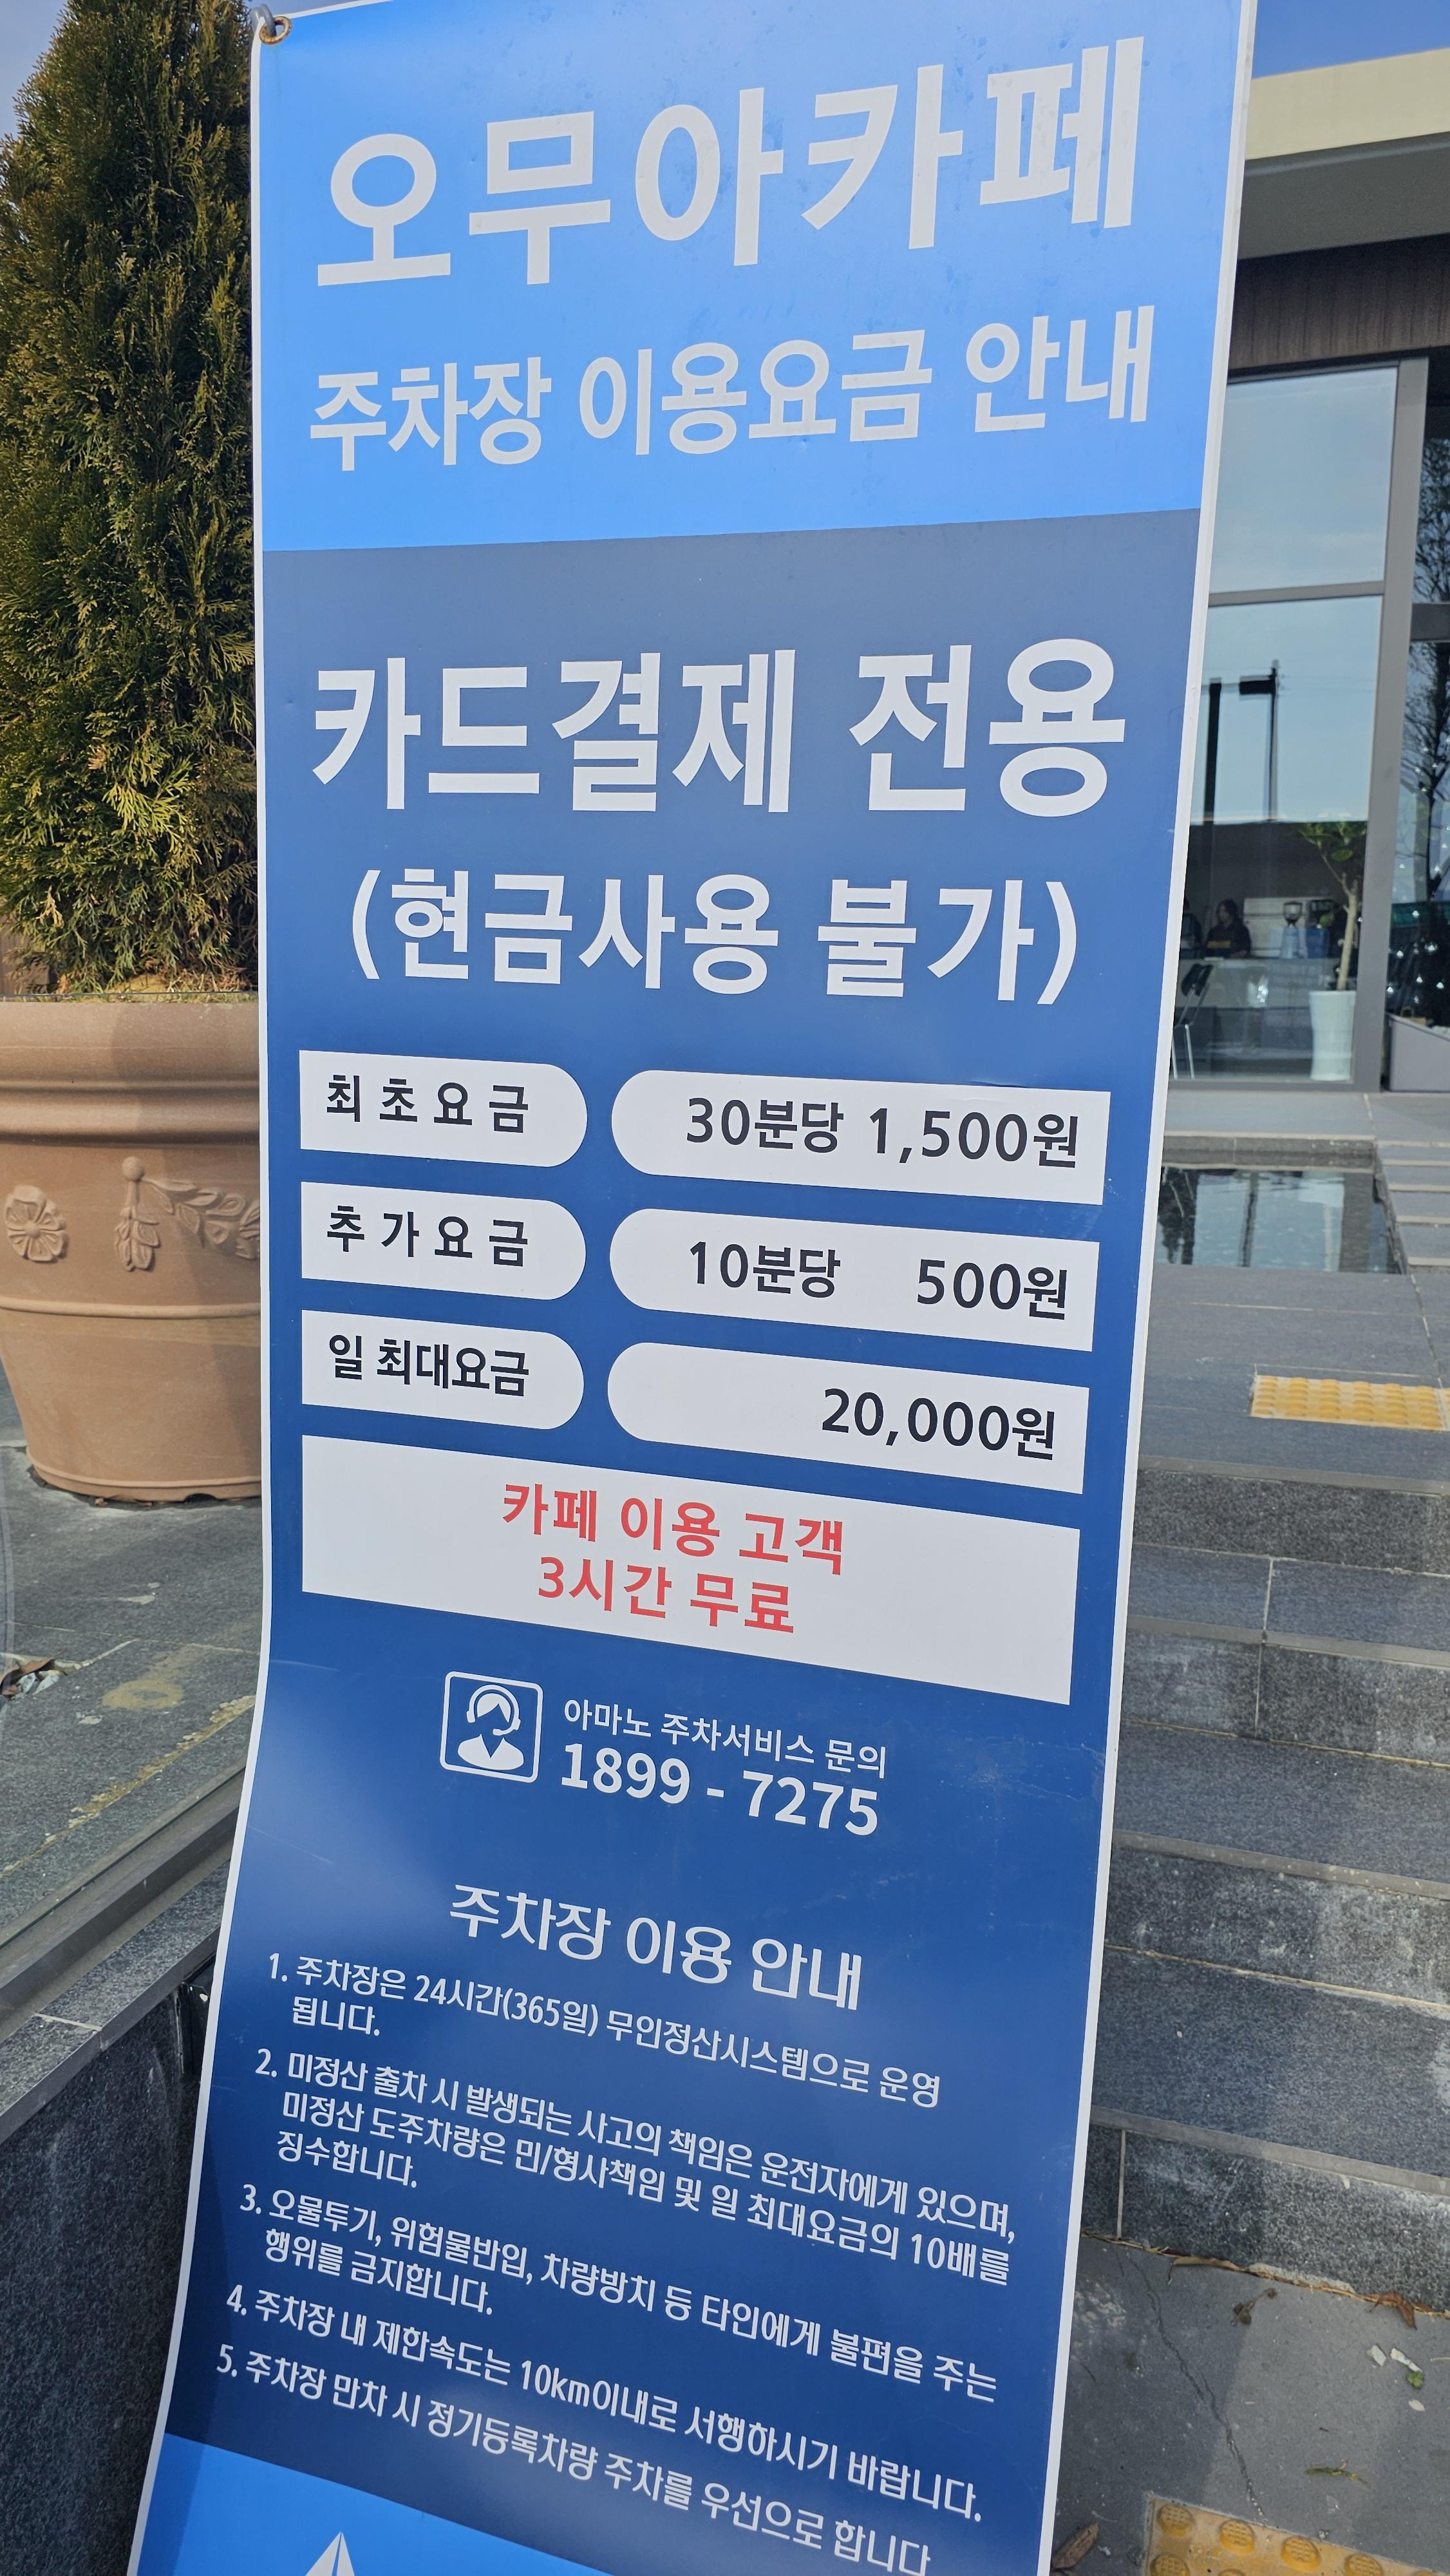 오무아카페
주차장 이용요금 안내
카드결제 전용
(현금사용 불가)
최초요금 30분당 1,500원
추가요금 10분당 500원
일 최대요금 20,000원
카페 이용 고객
3시간 무료
아마노 주차서비스 문의
1899 - 7275
주차장 이용 안내
1. 주차장은 24시간(365일) 무인정산시스템으로 운영
됩니다.
2. 미정산 출차 시 발생되는 사고의 책임은 운전자에게 있으며,
미정산 도주차량은 민/형사책임 및 일 최대요금의 10배를
징수합니다.
3. 오물투기, 위험물반입, 차량방치 등 타인에게 불편을 주는
행위를 금지합니다.
4. 주차장 내 제한속도는 10km이내로 서행하시기 바랍니다.
5. 주차장 만차 시 정기등록차량 주차를 우선으로 합니다